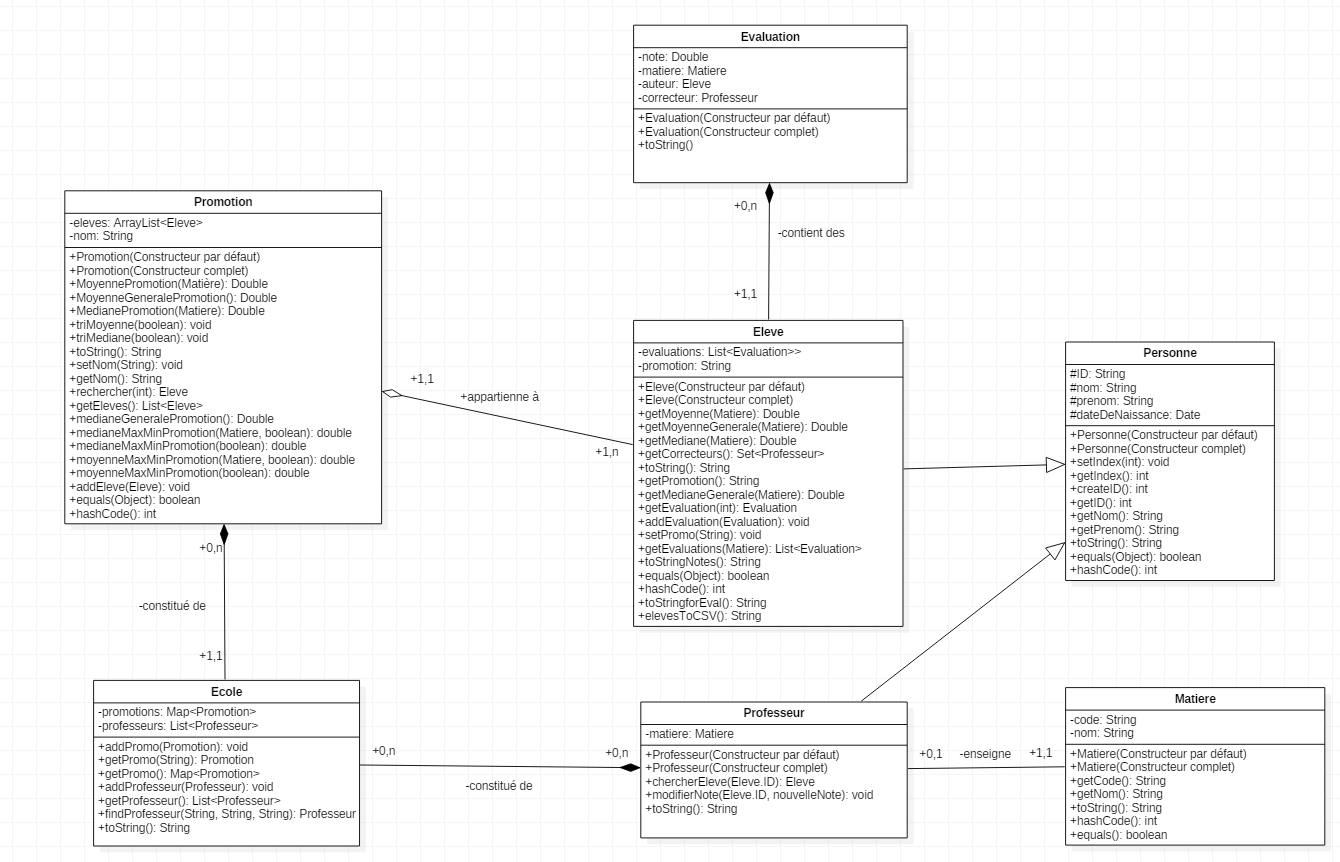 Evaluation
-note: Double
-matiere: Matiere
-auteur: Eleve
-correcteur: Professeur
+Evaluation(Constructeur par défaut)
+Evaluation(Constructeur complet)
+toString()
+0,n
-contient des
+1,1
Promotion
-eleves: ArrayList<Eleve>
-nom: String
+Promotion(Constructeur par défaut)
+Promotion(Constructeur complet)
+MoyennePromotion(Matière): Double
+MoyenneGeneralePromotion(): Double
+MedianePromotion(Matiere): Double
+triMoyenne(boolean): void
+triMediane(boolean): void
+toString(): String
+setNom(String): void
+getNom(): String
+rechercher(int): Eleve
+getEleves(): List<Eleve>
+medianeGeneralePromotion(): Double
+medianeMaxMinPromotion(Matiere, boolean): double
+medianeMaxMinPromotion(boolean): double
+moyenneMaxMinPromotion(Matiere, boolean): double
+moyenneMaxMinPromotion(boolean): double
+addEleve(Eleve): void
+equals(Object): boolean
+hashCode(): int
+1,1
+appartienne à
+1,n
Eleve
-evaluations: List<Evaluation>>
-promotion: String
+Eleve(Constructeur par défaut)
+Eleve(Constructeur complet)
+getMoyenne(Matiere): Double
+getMoyenneGenerale(Matiere): Double
+getMediane(Matiere): Double
+getCorrecteurs(): Set<Professeur>
+toString(): String
+getPromotion(): String
+getMedianeGenerale(Matiere): Double
+getEvaluation(int): Evaluation
+addEvaluation(Evaluation): void
+setPromo(String): void
+getEvaluations(Matiere): List<Evaluation>
+toStringNotes(): String
+equals(Object): boolean
+hashCode(): int
+toStringforEval(): String
+elevesToCSV(): String
Personne
#ID: String
#nom: String
#prenom: String
#dateDeNaissance: Date
+Personne(Constructeur par défaut)
+Personne(Constructeur complet)
+setIndex(int): void
+getIndex(): int
+createID(): int
+getID(): int
+getNom(): String
+getPrenom(): String
+toString(): String
+equals(Object): boolean
+hashCode(): int
+0,n
-constitué de
+1,1
Ecole
-promotions: Map<Promotion>
-professeurs: List<Professeur>
+addPromo(Promotion): void
+getPromo(String): Promotion
+getPromo(): Map<Promotion>
+addProfesseur(Professeur): void
+getProfesseur(): List<Professeur>
+findProfesseur(String, String, String): Professeur
+toString(): String
+0,n
+0,n
-constitué de
Professeur
-matiere: Matiere
+Professeur(Constructeur par défaut)
+Professeur(Constructeur complet)
+chercherEleve(Eleve.ID): Eleve
+modifierNote(Eleve.ID, nouvelleNote): void
+toString(): String
+0,1
-enseigne
+1,1
Matiere
-code: String
-nom: String
+Matiere(Constructeur par défaut)
+Matiere(Constructeur complet)
+getCode(): String
+getNom(): String
+toString(): String
+hashCode(): int
+equals(): boolean